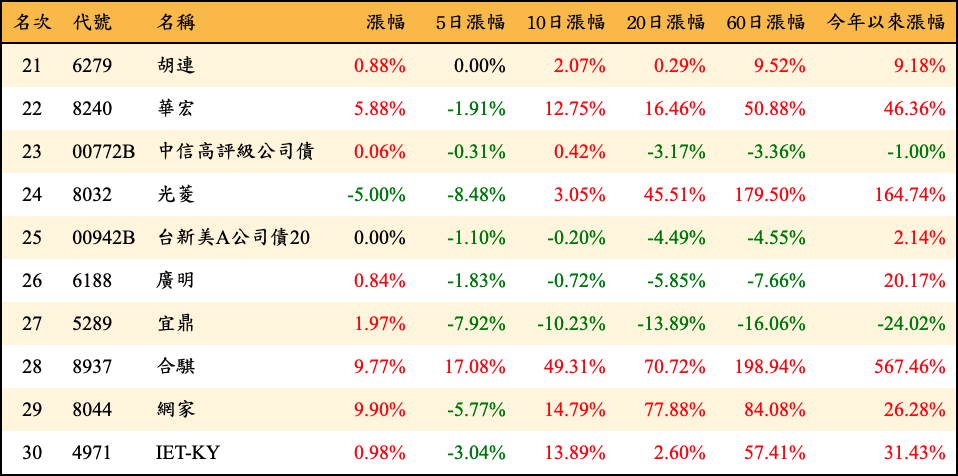 名次 代號 名稱 漲幅 5日漲幅 10日漲幅 20日漲幅 60日漲幅 今年以來漲幅
21 6279 胡連 0.88% 0.00% 2.07% 0.29% 9.52% 9.18%
22 8240 華宏 5.88% -1.91% 12.75% 16.46% 50.88% 46.36%
23 00772B 中信高評級公司債 0.06% -0.31% 0.42% -3.17% -3.36% -1.00%
24 8032 光菱 -5.00% -8.48% 3.05% 45.51% 179.50% 164.74%
25 00942B 台新美A公司債20 0.00% -1.10% -0.20% -4.49% -4.55% 2.14%
26 6188 廣明 0.84% -1.83% -0.72% -5.85% -7.66% 20.17%
27 5289 宜鼎 1.97% -7.92% -10.23% -13.89% -16.06% -24.02%
28 8937 合騏 9.77% 17.08% 49.31% 70.72% 198.94% 567.46%
29 8044 網家 9.90% -5.77% 14.79% 77.88% 84.08% 26.28%
30 4971 IET-KY 0.98% -3.04% 13.89% 2.60% 57.41% 31.43%